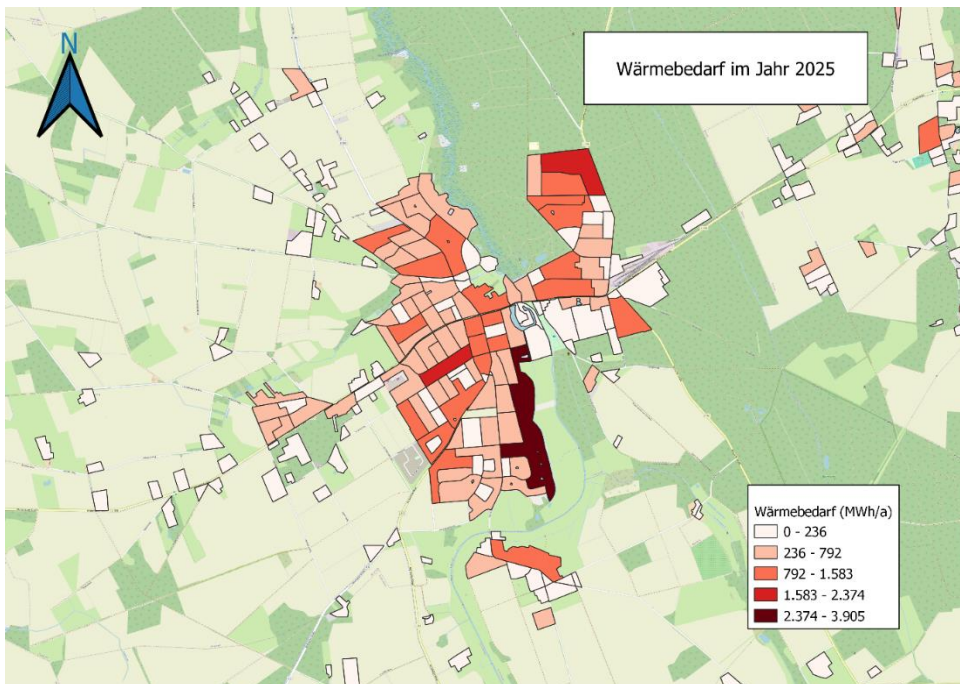 N
Wärmebedarf im Jahr 2025
Wärmebedarf (MWh/a)
0 - 236
236 - 792
792 - 1.583
1.583 - 2.374
2.374 - 3.905